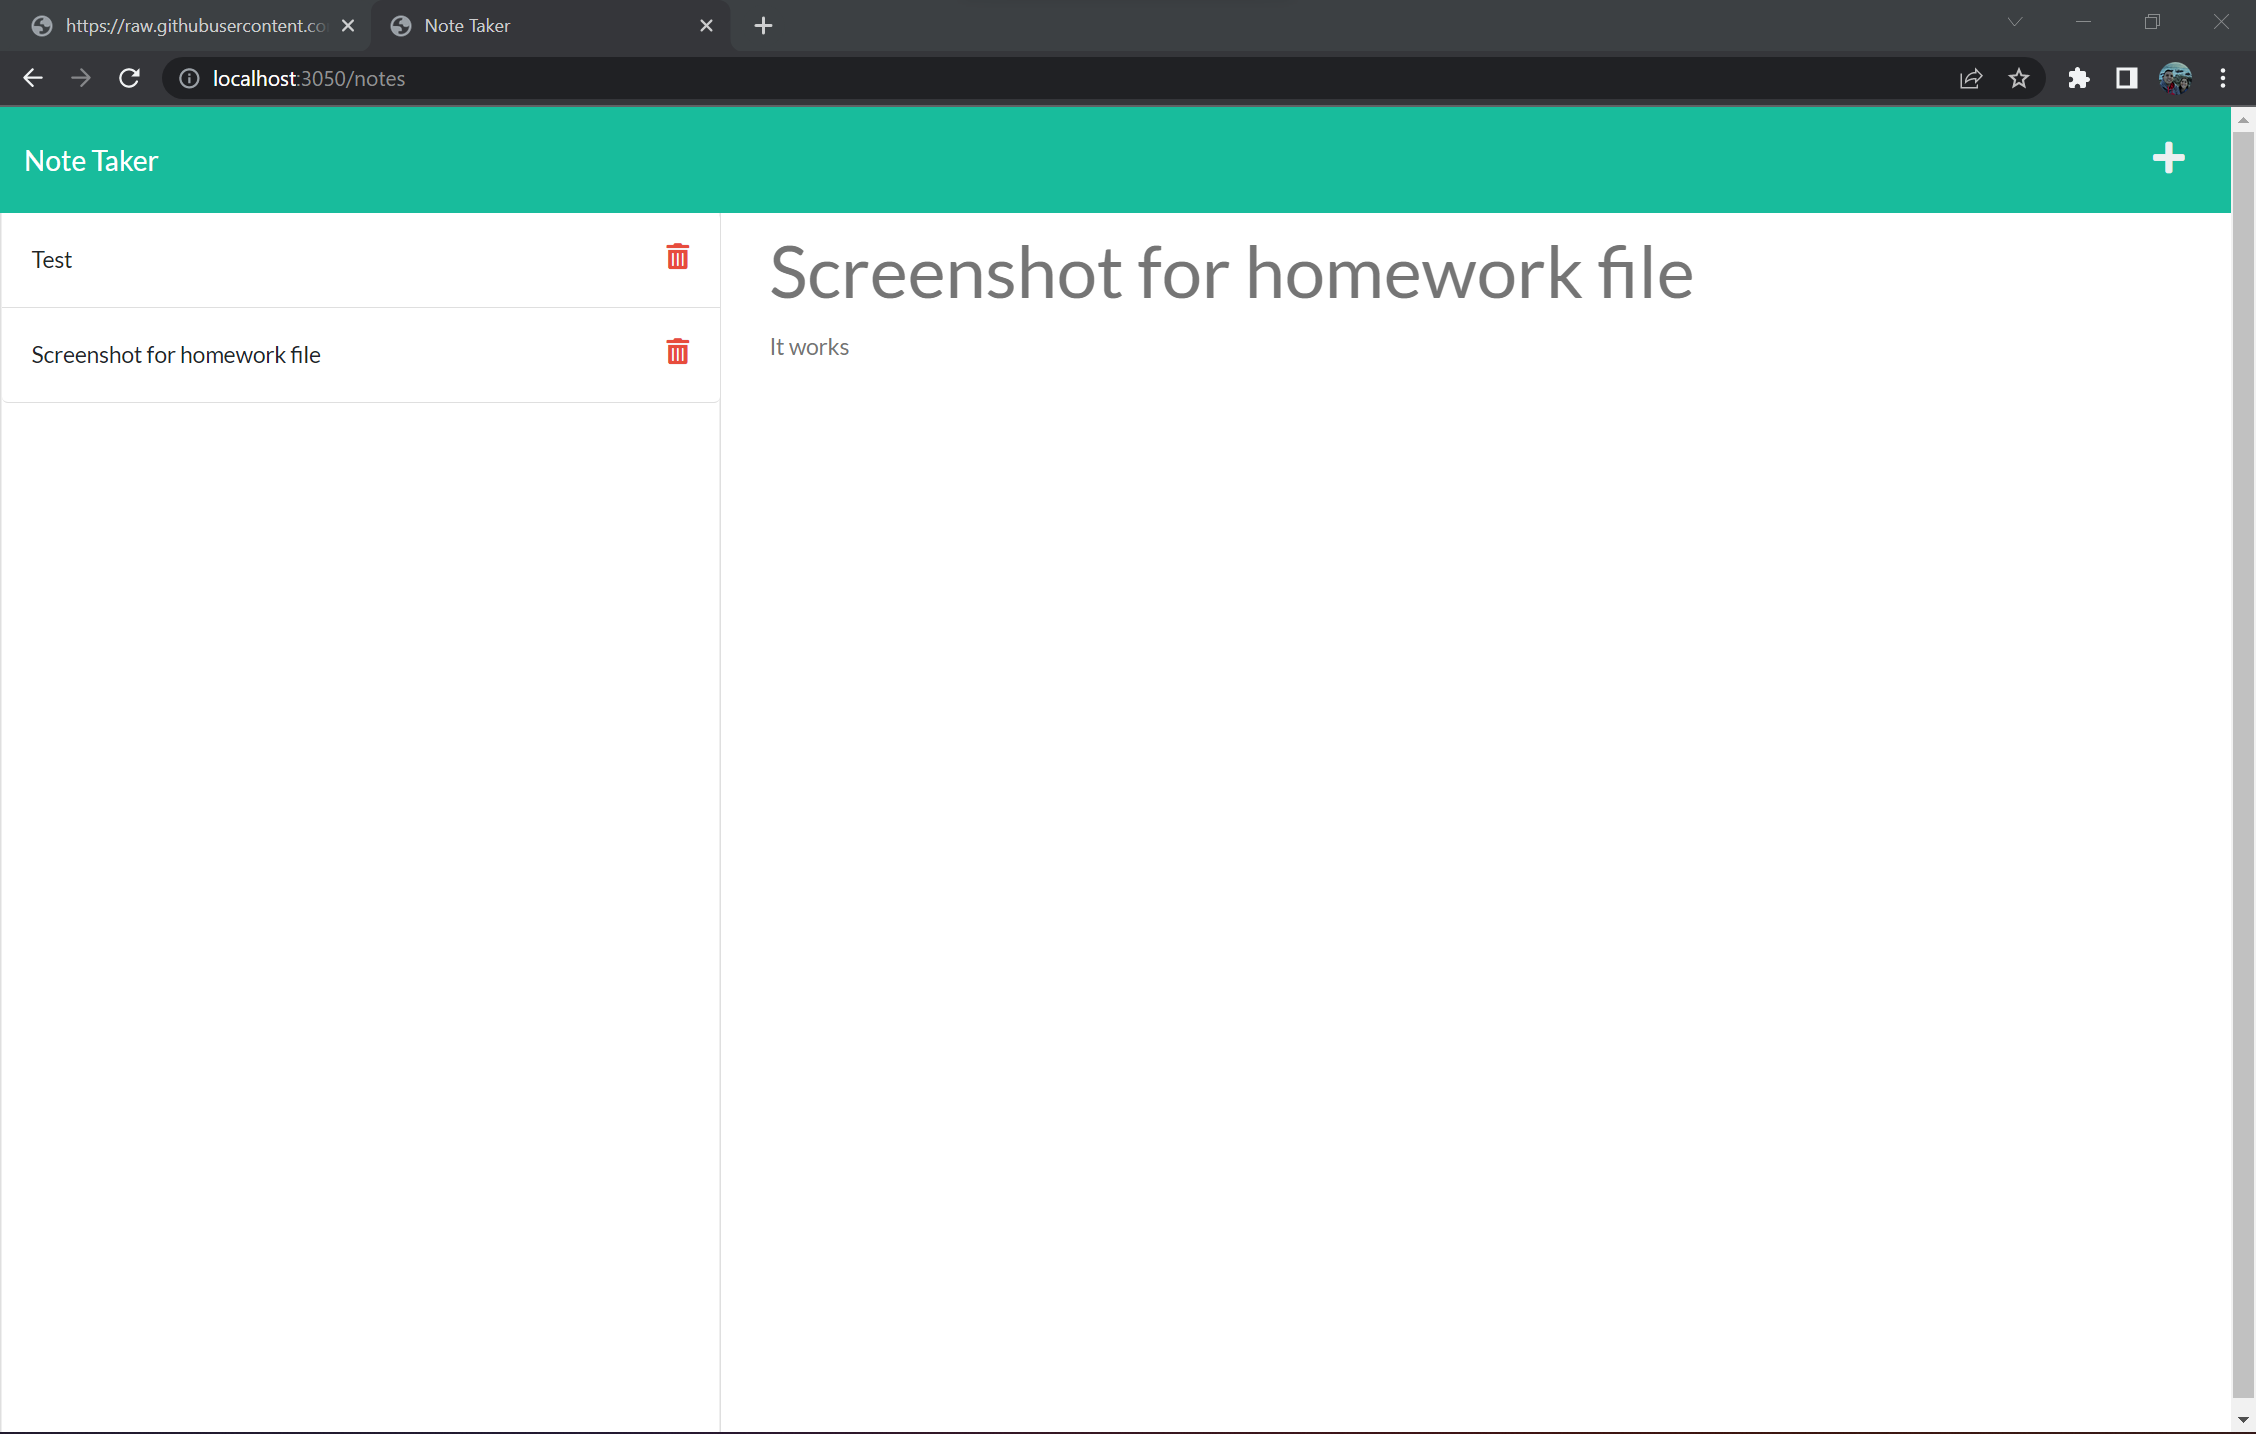 https://raw.githubusercontent.co
Note Taker
localhost:3050/notes
Note Taker
Test
Screenshot for homework file
Screenshot for homework file
It works